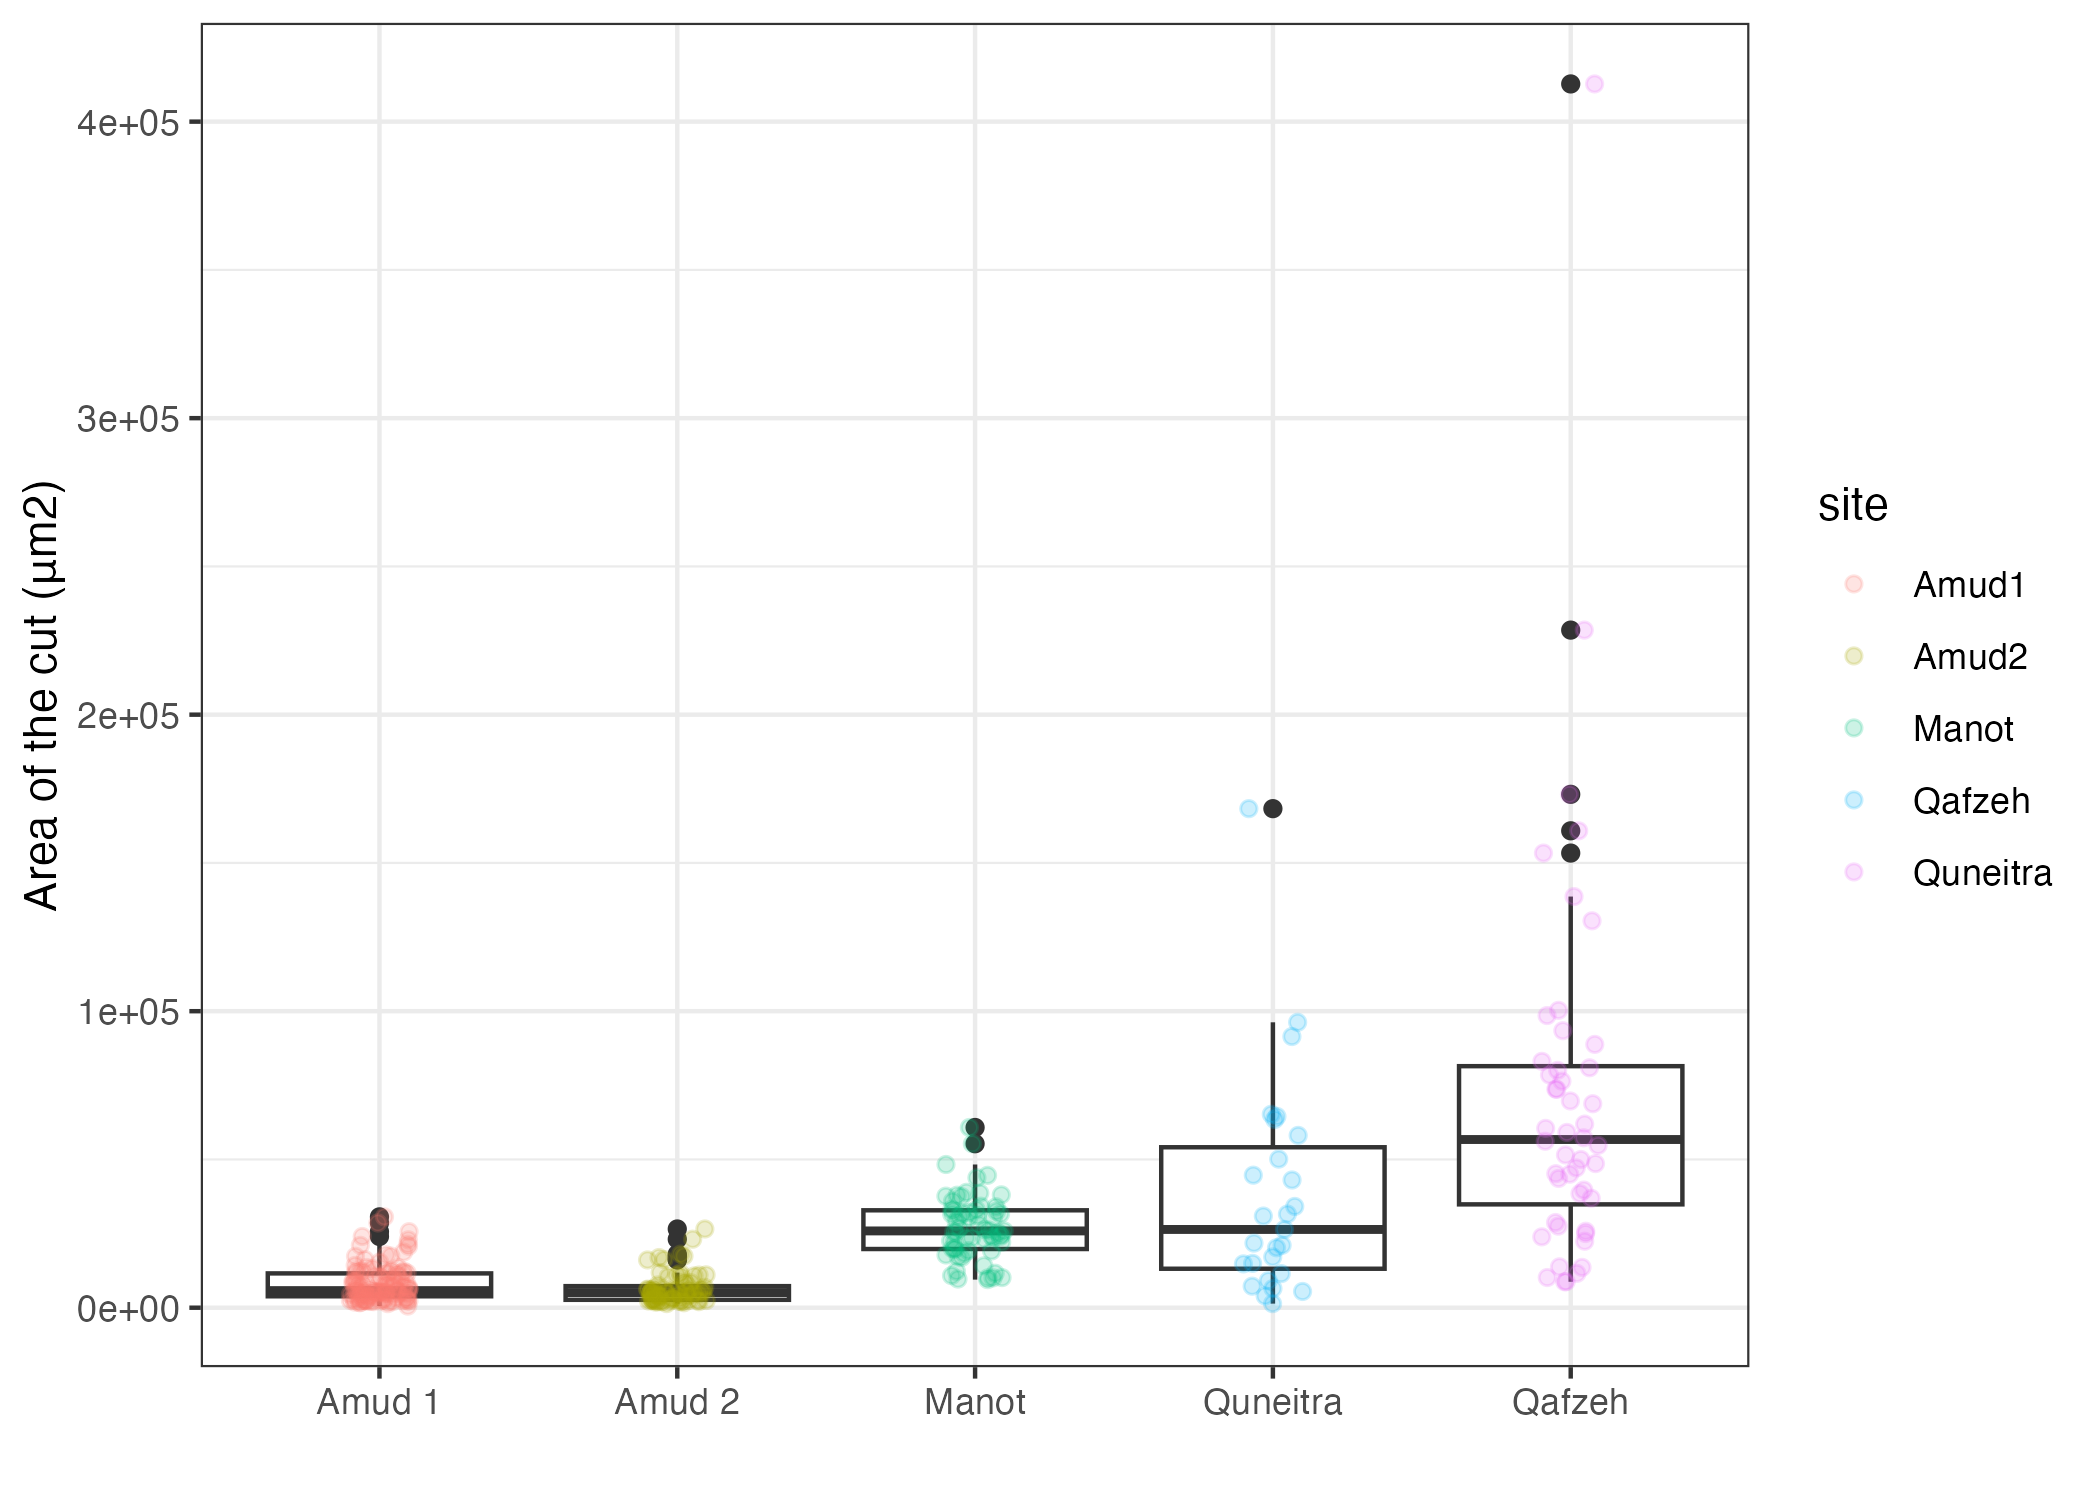 4e+05
3e+05
2e+05
1e+05
0e+00
Area of the cut (µm2)
Amud 1
Amud 2
Manot
Quneitra
Qafzeh
site
Amud1
Amud2
Manot
Qafzeh
Quneitra